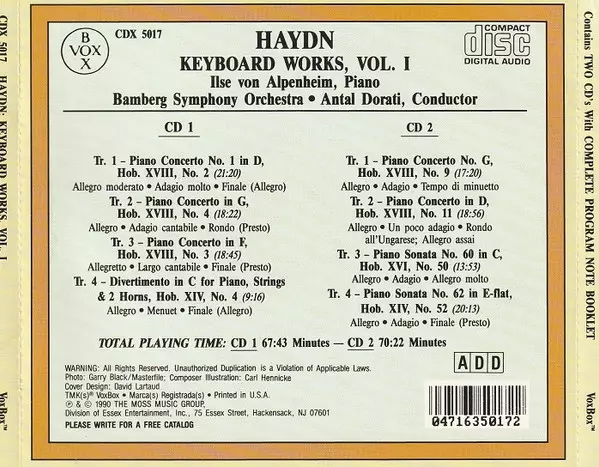 B
VOX
X
CDX 5017
HAYDN
COMPACT
disc
DIGITAL AUDIO
KEYBOARD WORKS, VOL. I
Ilse von Alpenheim, Piano
Bamberg Symphony Orchestra • Antal Dorati, Conductor
CD 1
Tr. 1 – Piano Concerto No. 1 in D,
Hob. XVIII, No. 2 (21:20)
Allegro moderato • Adagio molto • Finale (Allegro)
Tr. 2 – Piano Concerto in G,
Hob. XVIII, No. 4 (18:22)
Allegro • Adagio cantabile • Rondo (Presto)
Tr. 3 – Piano Concerto in F,
Hob. XVIII, No. 3 (18:45)
Allegretto • Largo cantabile • Finale (Presto)
Tr. 4 – Divertimento in C for Piano, Strings
& 2 Horns, Hob. XIV, No. 4 (9:16)
Allegro • Menuet • Finale (Allegro)
CD 2
Tr. 1 – Piano Concerto No. G,
Hob. XVIII, No. 9 (17:20)
Allegro • Adagio • Tempo di minuetto
Tr. 2 – Piano Concerto in D,
Hob. XVIII, No. 11 (18:56)
Allegro • Un poco adagio • Rondo
all'Ungarese; Allegro assai
Tr. 3 – Piano Sonata No. 60 in C,
Hob. XVI, No. 50 (13:53)
Allegro • Adagio • Allegro molto
Tr. 4 – Piano Sonata No. 62 in E-flat,
Hob. XIV, No. 52 (20:13)
Allegro • Adagio • Finale (Presto)
TOTAL PLAYING TIME: CD 1 67:43 Minutes — CD 2 70:22 Minutes
WARNING: All Rights Reserved. Unauthorized Duplication is a Violation of Applicable Laws.
Photo: Garry Black/Masterfile; Composer Illustration: Carl Hennicke
Cover Design: David Lartaud
TMK(s)® VoxBox • Marca(s) Registrada(s) • Printed in U.S.A.
℗ & © 1990 THE MOSS MUSIC GROUP,
Division of Essex Entertainment, Inc., 75 Essex Street, Hackensack, NJ 07601
PLEASE WRITE FOR A FREE CATALOG
A D D
04716350172
CDX 5017 HAYDN: KEYBOARD WORKS, VOL. 1 VoxBox™
Contains TWO CD's With COMPLETE PROGRAM NOTE BOOKLET VoxBox™